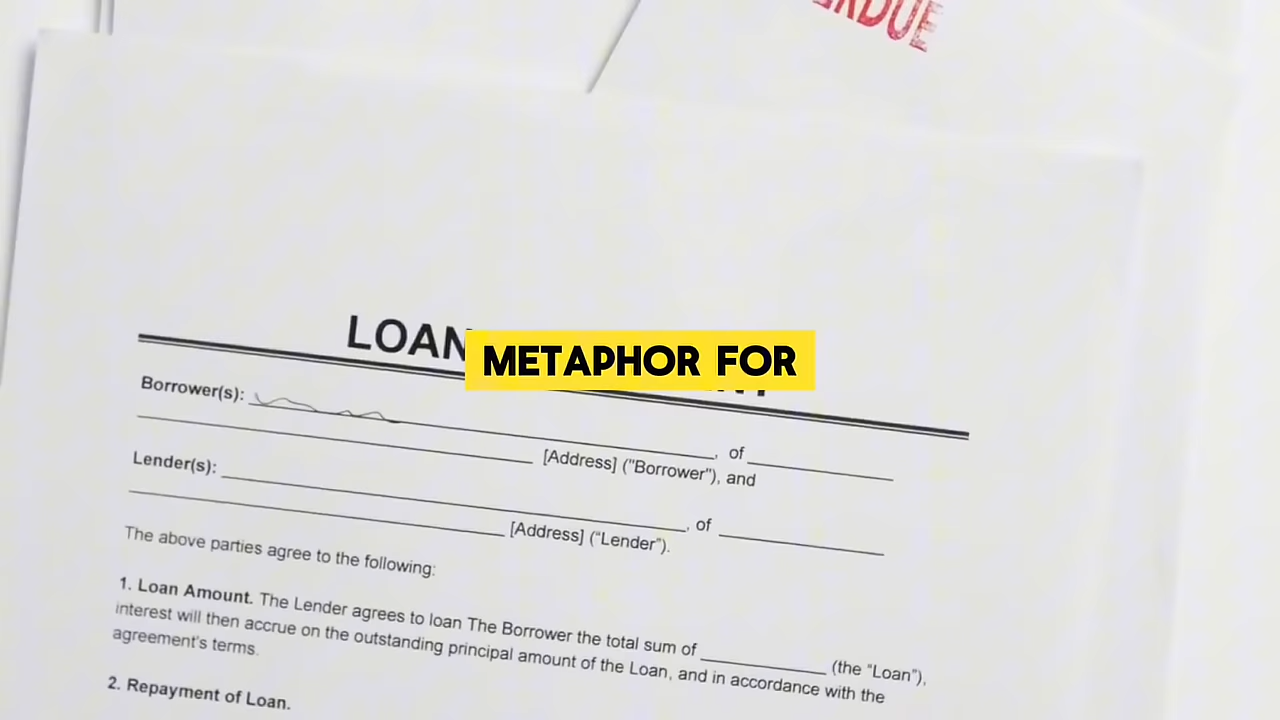 LOAN
METAPHOR FOR
Borrower(s): , of
[Address] ("Borrower"), and
Lender(s): , of
[Address] ("Lender").
The above parties agree to the following:
1. Loan Amount. The Lender agrees to loan The Borrower the total sum of (the "Loan"),
interest will then accrue on the outstanding principal amount of the Loan, and in accordance with the
agreement's terms.
2. Repayment of Loan.